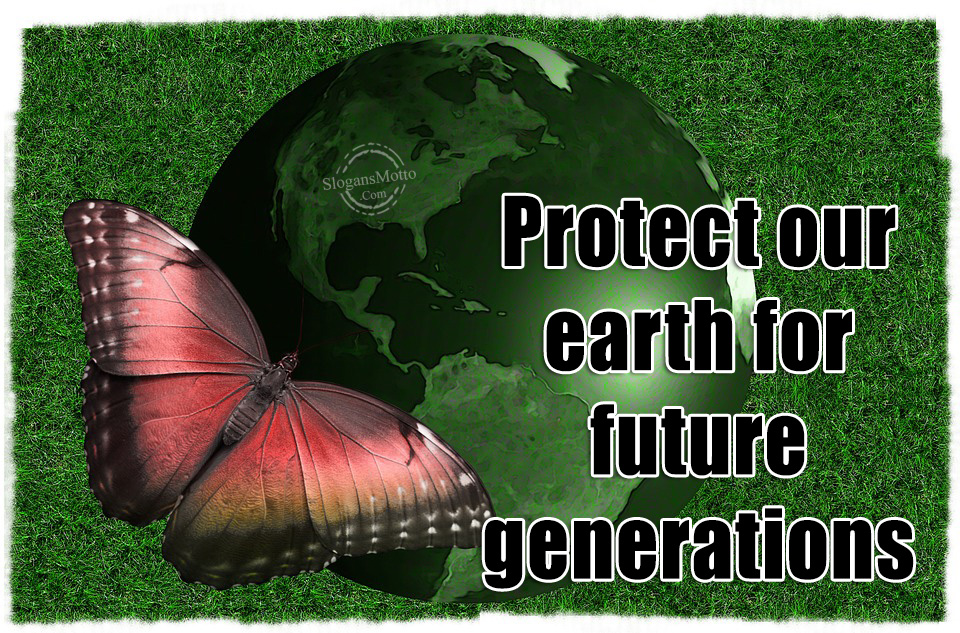 SlogansMotto
.Com
Protect our
earth for
future
generations